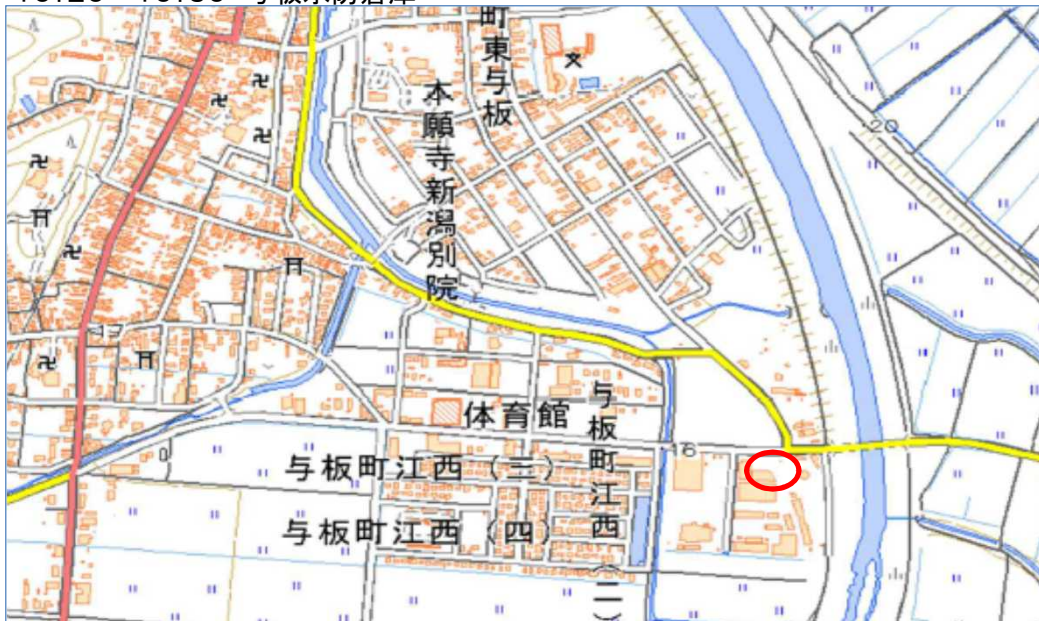 町東与板
本願寺新潟別院
・20
体育館
16
与板町江西(三)
与板町江西(二)
与板町江西(四)